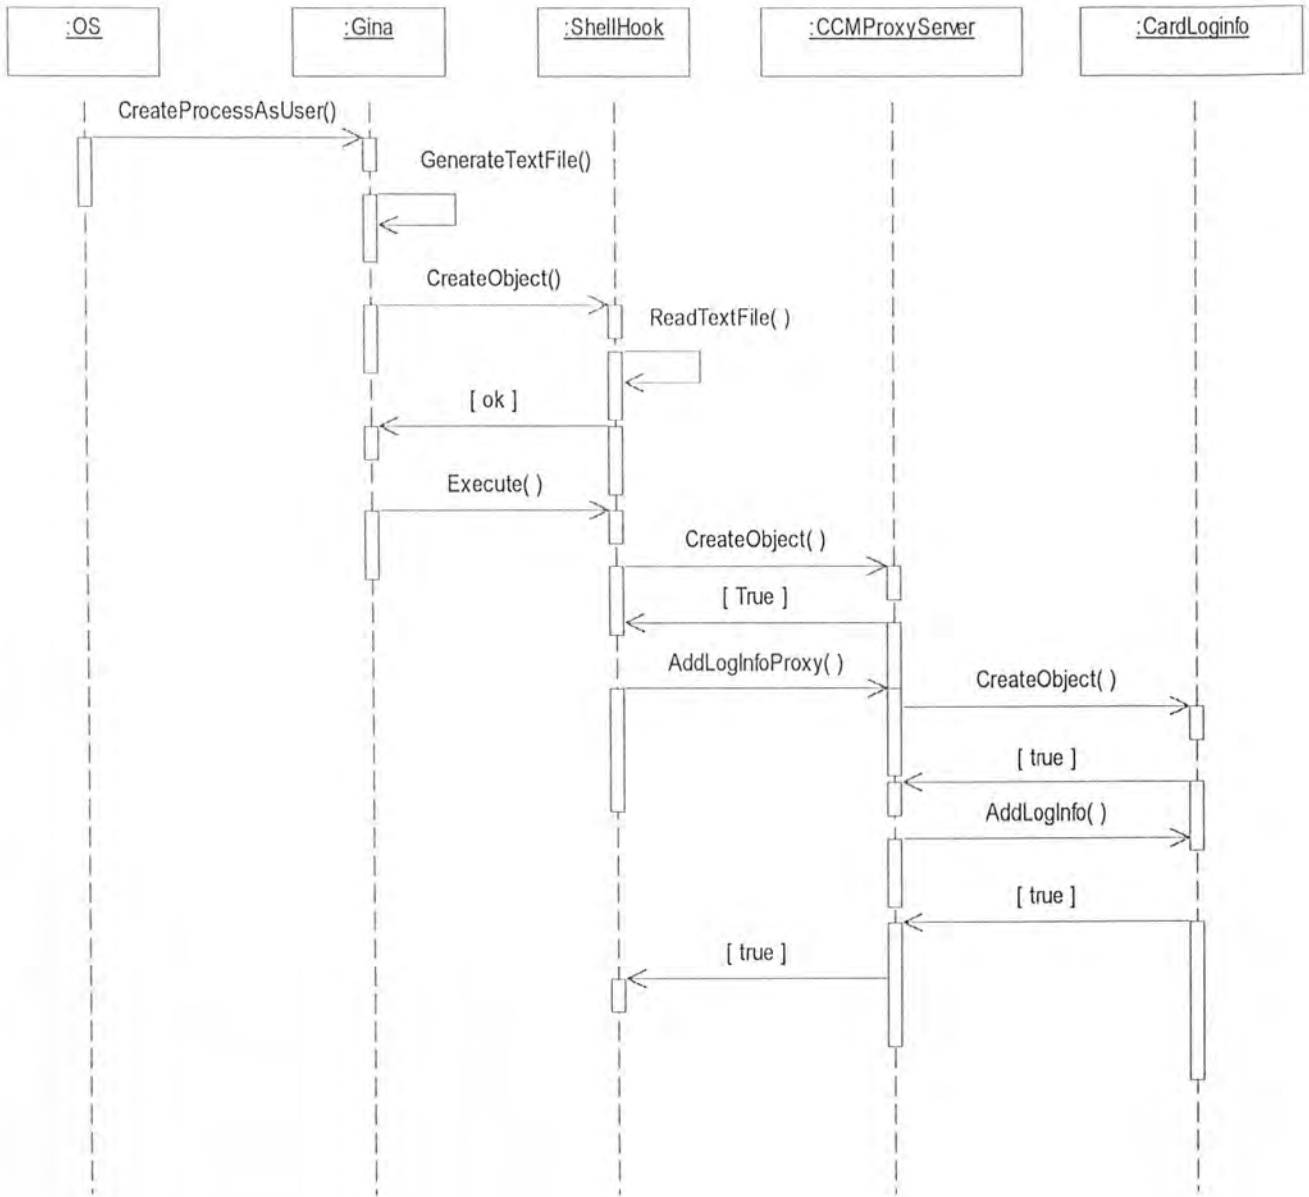 :OS
:Gina
:ShellHook
:CCMProxyServer
:CardLoginfo
CreateProcessAsUser()
GenerateTextFile()
CreateObject()
ReadTextFile( )
[ ok ]
Execute( )
CreateObject( )
[ True ]
AddLogInfoProxy( )
CreateObject( )
[ true ]
AddLogInfo( )
[ true ]
[ true ]